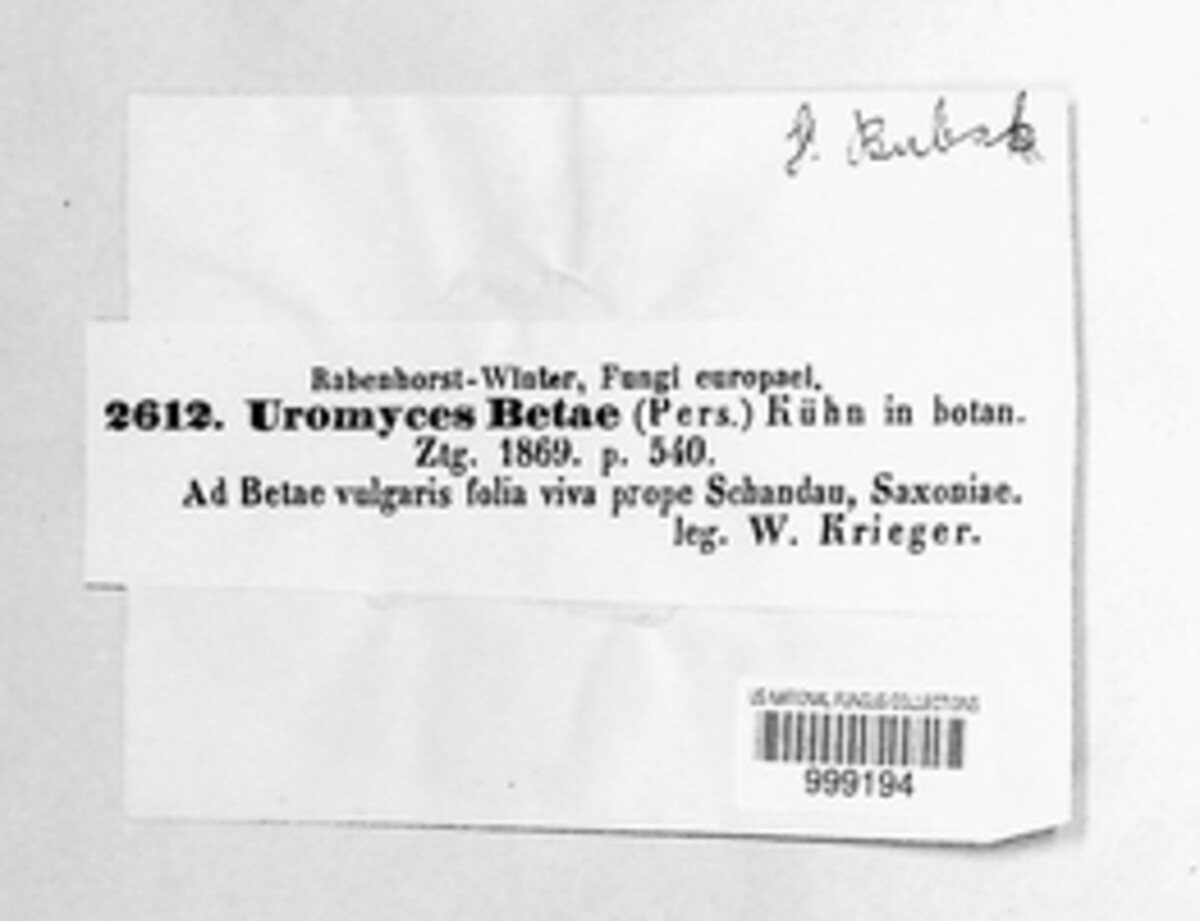 Rabenhorst-Winter, Fungi europaei.
2612. Uromyces Betae (Pers.) Kühn in botan.
Ztg. 1869. p. 540.
Ad Betae vulgaris folia viva prope Schandau, Saxoniae.
leg. W. Krieger.
US NATIONAL FUNGUS COLLECTIONS
999194